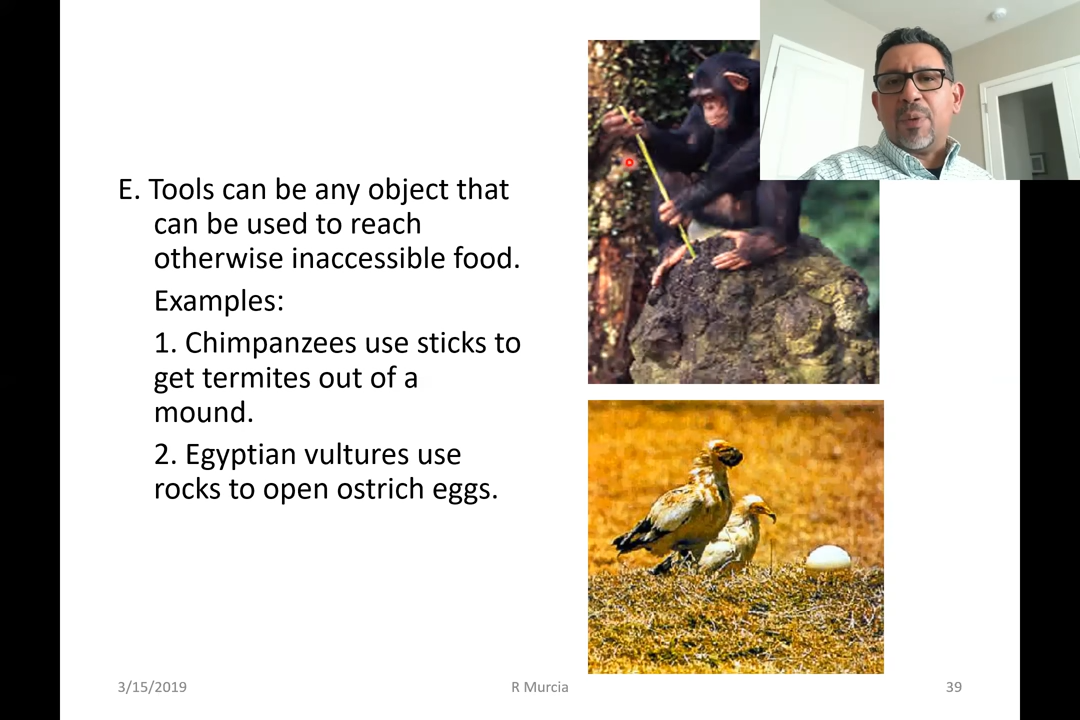 E. Tools can be any object that
can be used to reach
otherwise inaccessible food.
Examples:
1. Chimpanzees use sticks to
get termites out of a
mound.
2. Egyptian vultures use
rocks to open ostrich eggs.
3/15/2019
R Murcia
39